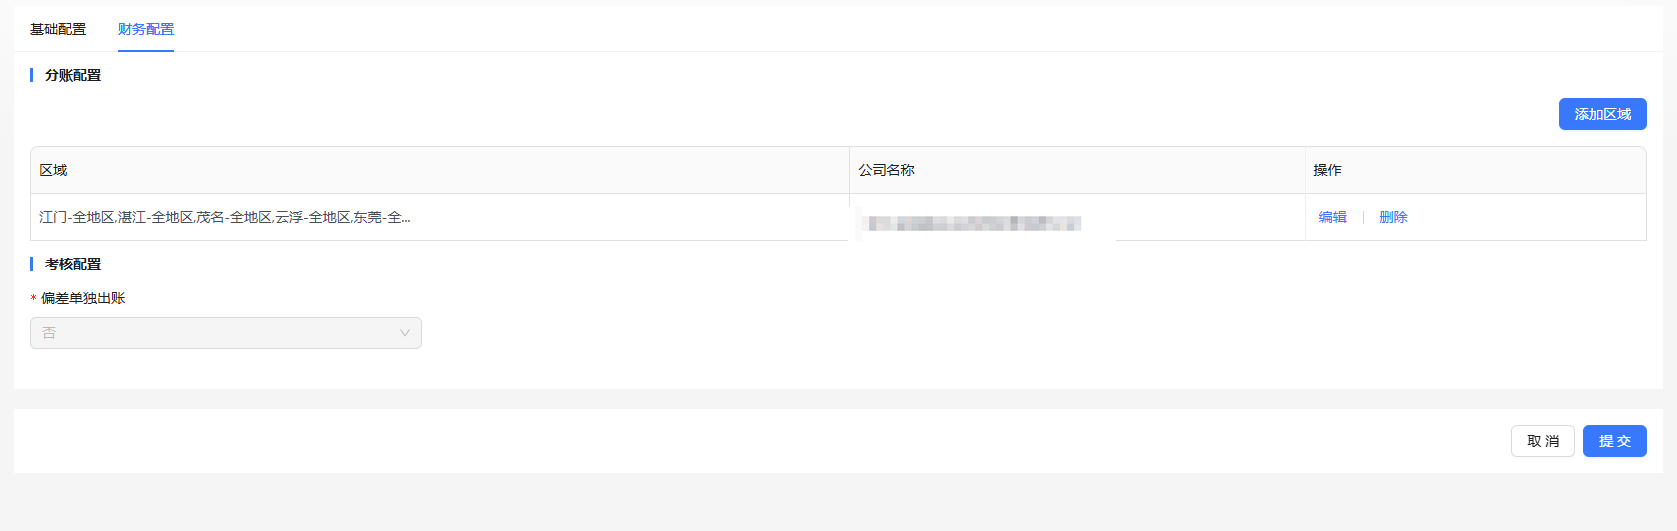 基础配置 财务配置
分账配置
添加区域
区域 公司名称 操作
江门-全地区,湛江-全地区,茂名-全地区,云浮-全地区,东莞-全... 编辑 删除
考核配置
* 偏差单独出账
否
取 消 提 交